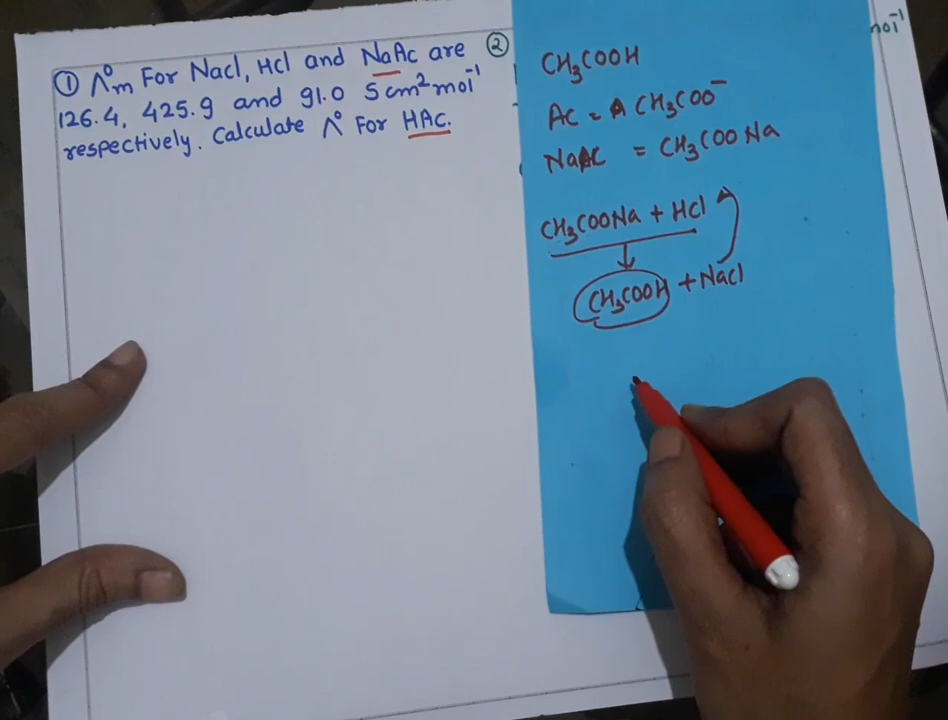 ① Λ°m For Nacl, HCl and NaAc are
126.4, 425.9 and 91.0 S cm² mol⁻¹
respectively. Calculate Λ° For HAc.
②
mol⁻¹
CH₃COOH
Ac = CH₃COO⁻
NaAC = CH₃COONa
CH₃COONa + HCl
CH₃COOH + Nacl